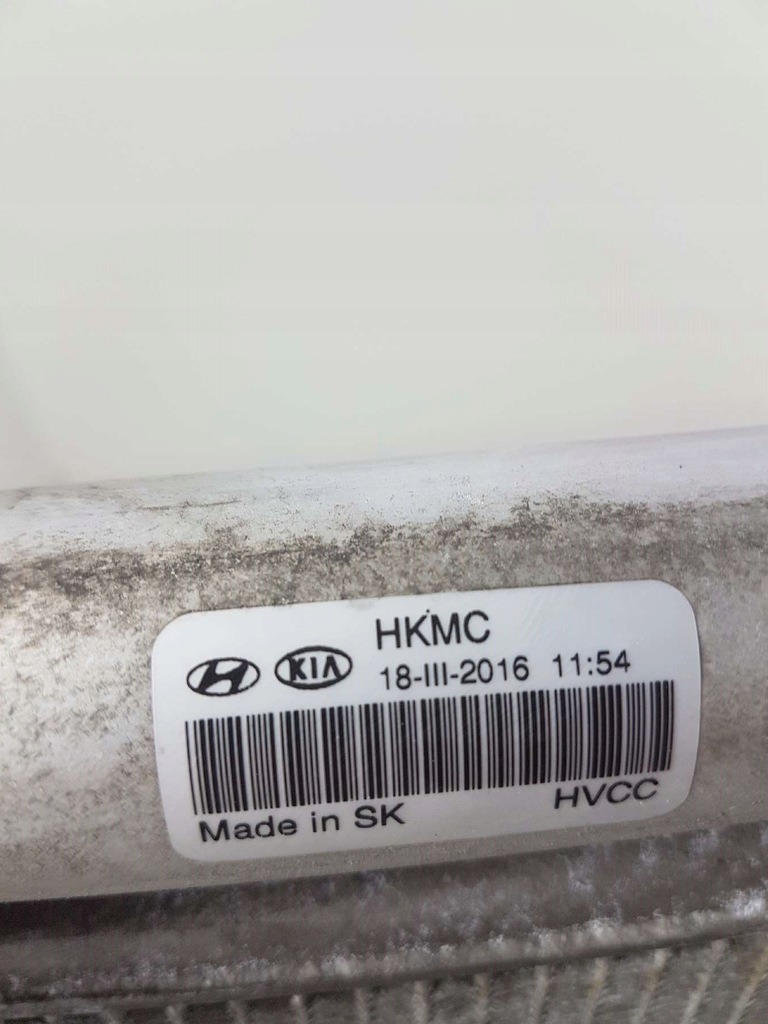 HKMC
KIA 18-III-2016 11:54
HVCC
Made in SK